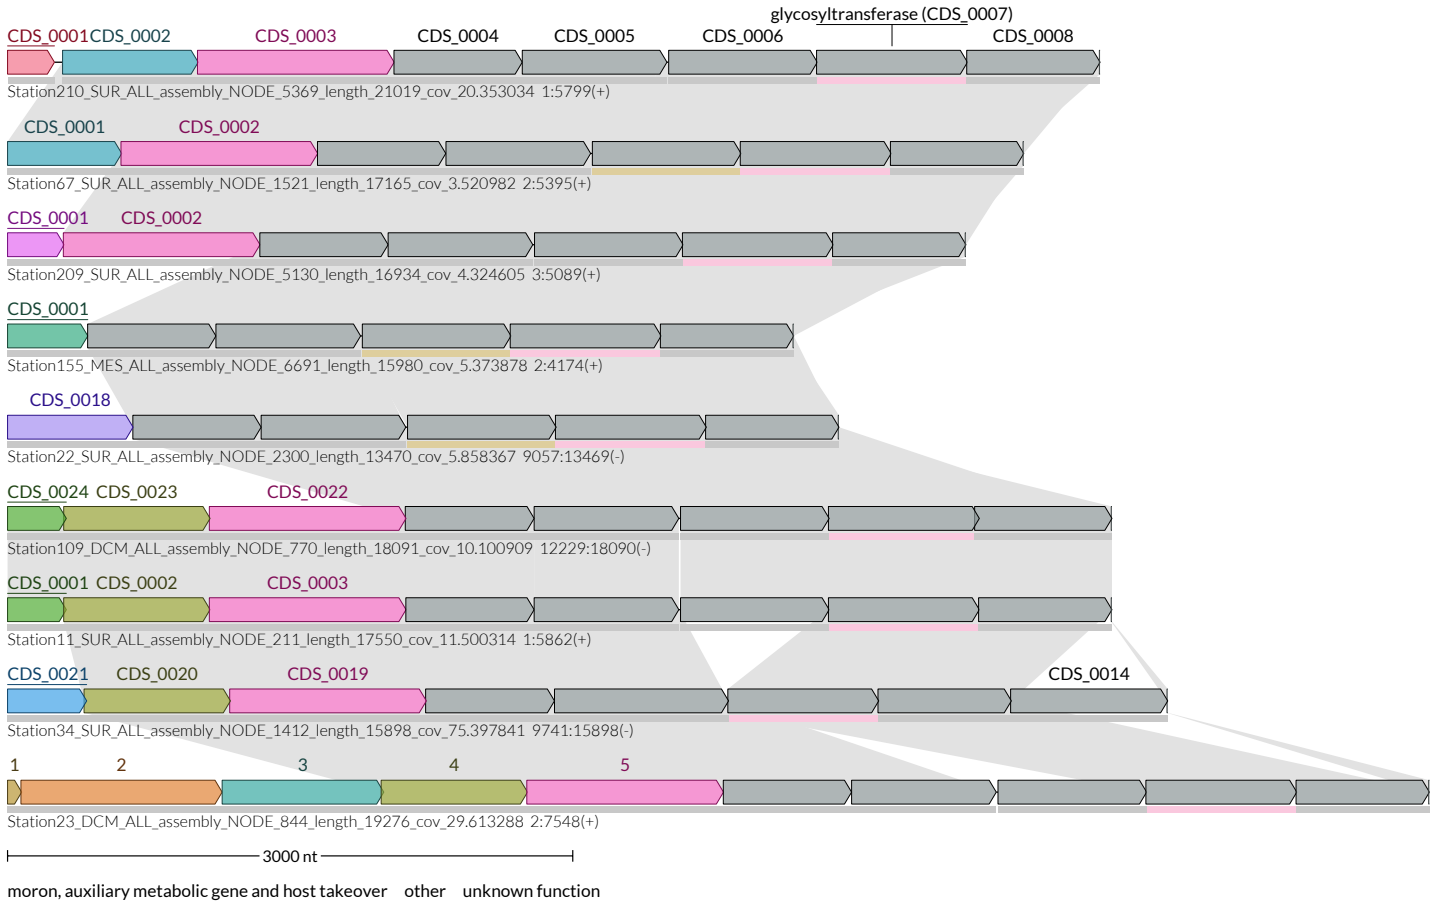 glycosyltransferase (CDS_0007)
CDS_0001 CDS_0002 CDS_0003 CDS_0004 CDS_0005 CDS_0006 CDS_0008
Station210_SUR_ALL_assembly_NODE_5369_length_21019_cov_20.353034 1:5799(+)
CDS_0001 CDS_0002
Station67_SUR_ALL_assembly_NODE_1521_length_17165_cov_3.520982 2:5395(+)
CDS_0001 CDS_0002
Station209_SUR_ALL_assembly_NODE_5130_length_16934_cov_4.324605 3:5089(+)
CDS_0001
Station155_MES_ALL_assembly_NODE_6691_length_15980_cov_5.373878 2:4174(+)
CDS_0018
Station22_SUR_ALL_assembly_NODE_2300_length_13470_cov_5.858367 9057:13469(-)
CDS_0024 CDS_0023 CDS_0022
Station109_DCM_ALL_assembly_NODE_770_length_18091_cov_10.100909 12229:18090(-)
CDS_0001 CDS_0002 CDS_0003
Station11_SUR_ALL_assembly_NODE_211_length_17550_cov_11.500314 1:5862(+)
CDS_0021 CDS_0020 CDS_0019 CDS_0014
Station34_SUR_ALL_assembly_NODE_1412_length_15898_cov_75.397841 9741:15898(-)
1 2 3 4 5
Station23_DCM_ALL_assembly_NODE_844_length_19276_cov_29.613288 2:7548(+)
3000 nt
moron, auxiliary metabolic gene and host takeover other unknown function